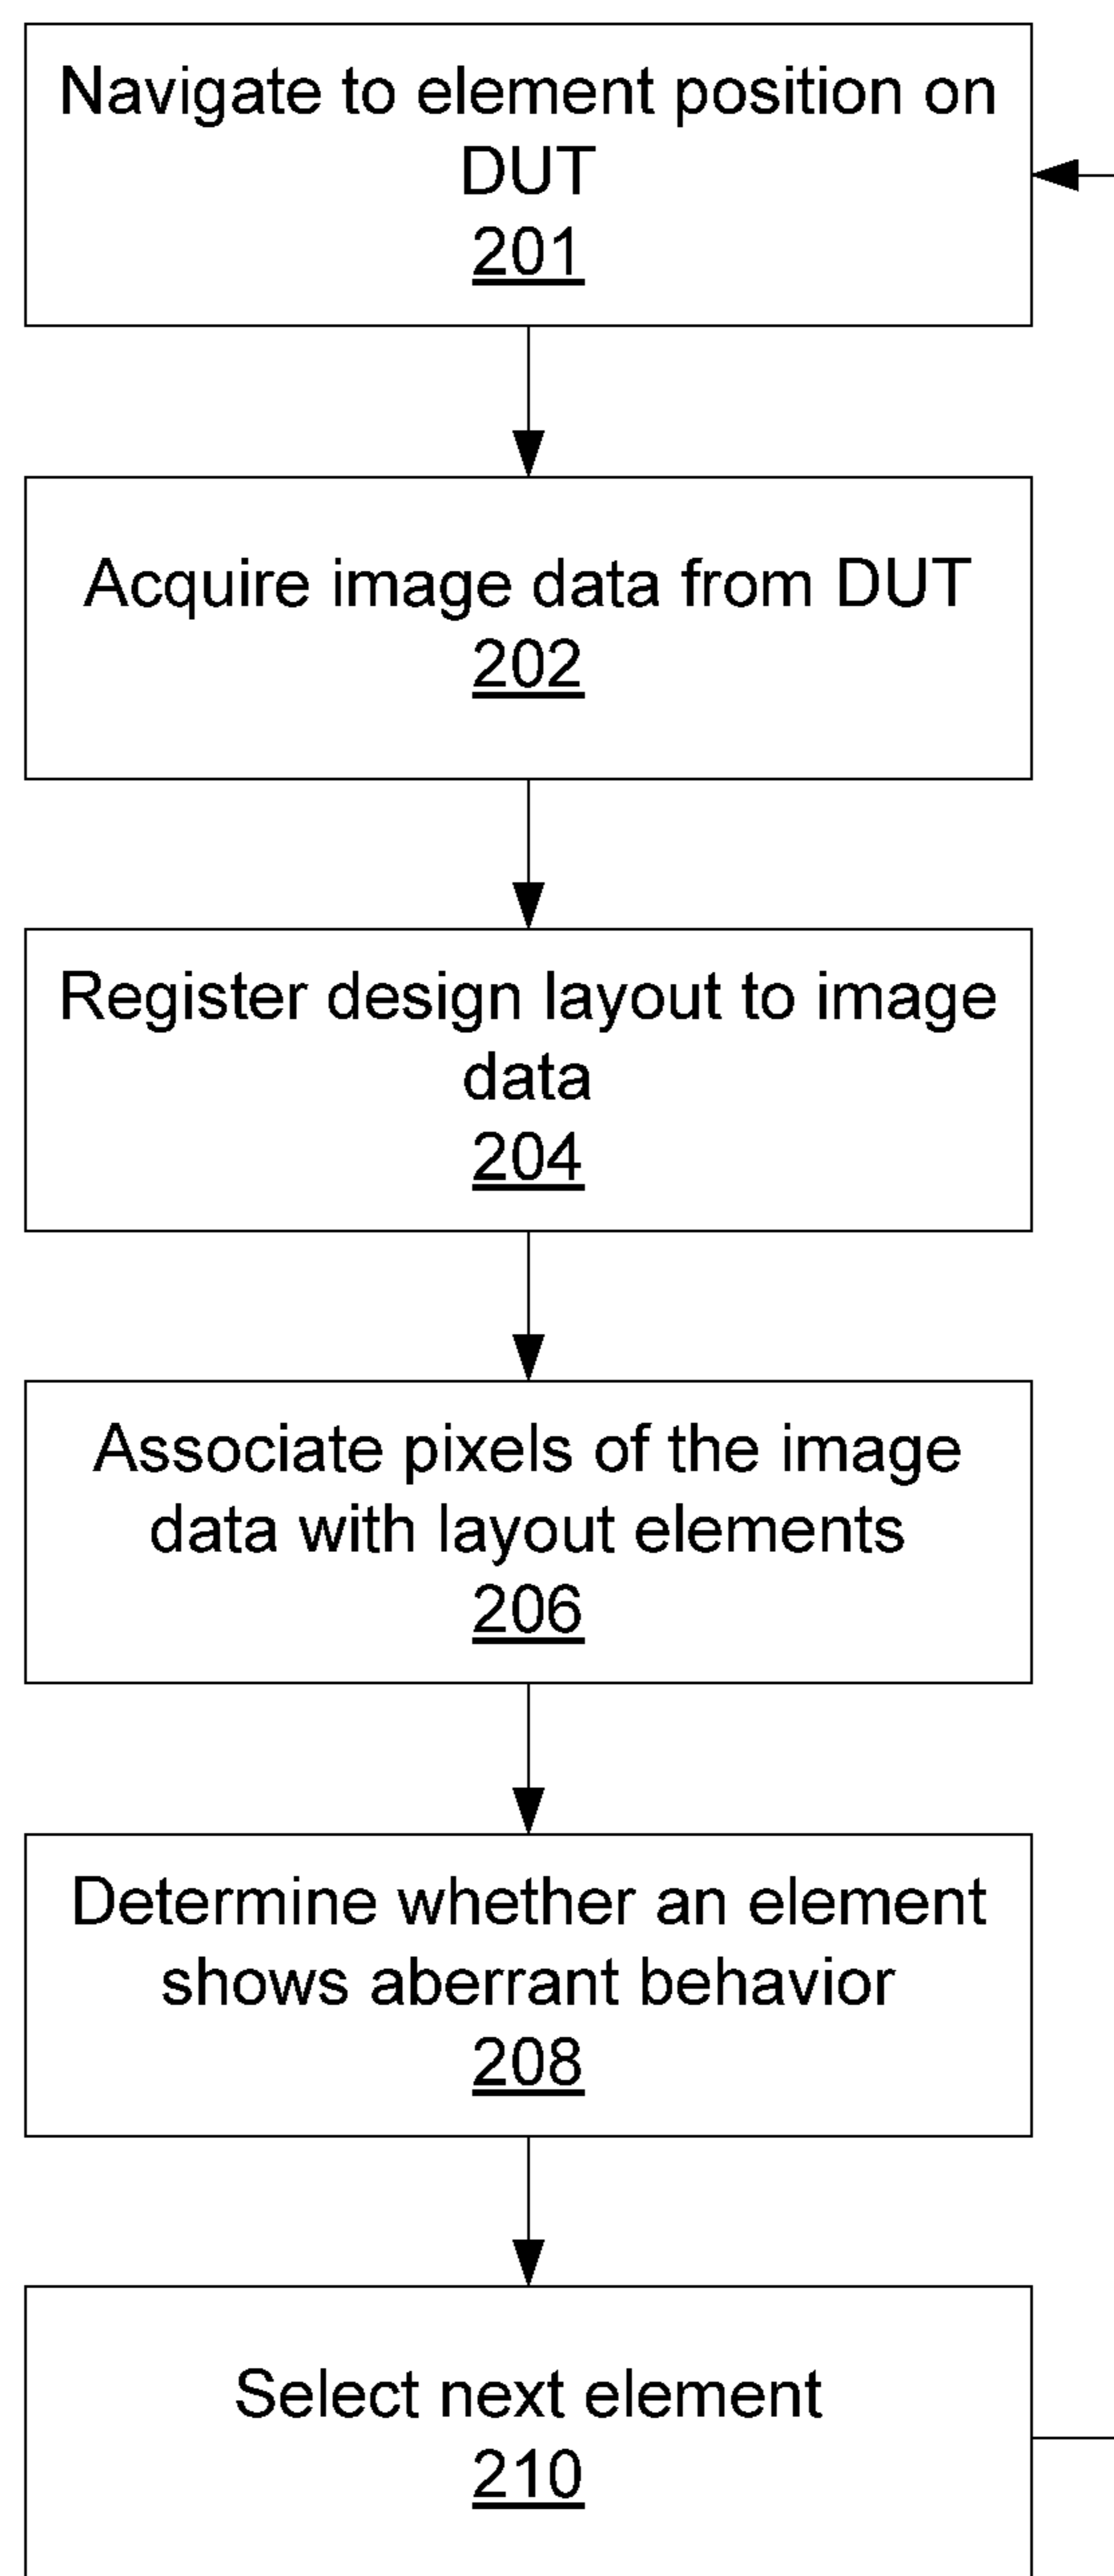 Navigate to element position on
DUT
201
Acquire image data from DUT
202
Register design layout to image
data
204
Associate pixels of the image
data with layout elements
206
Determine whether an element
shows aberrant behavior
208
Select next element
210